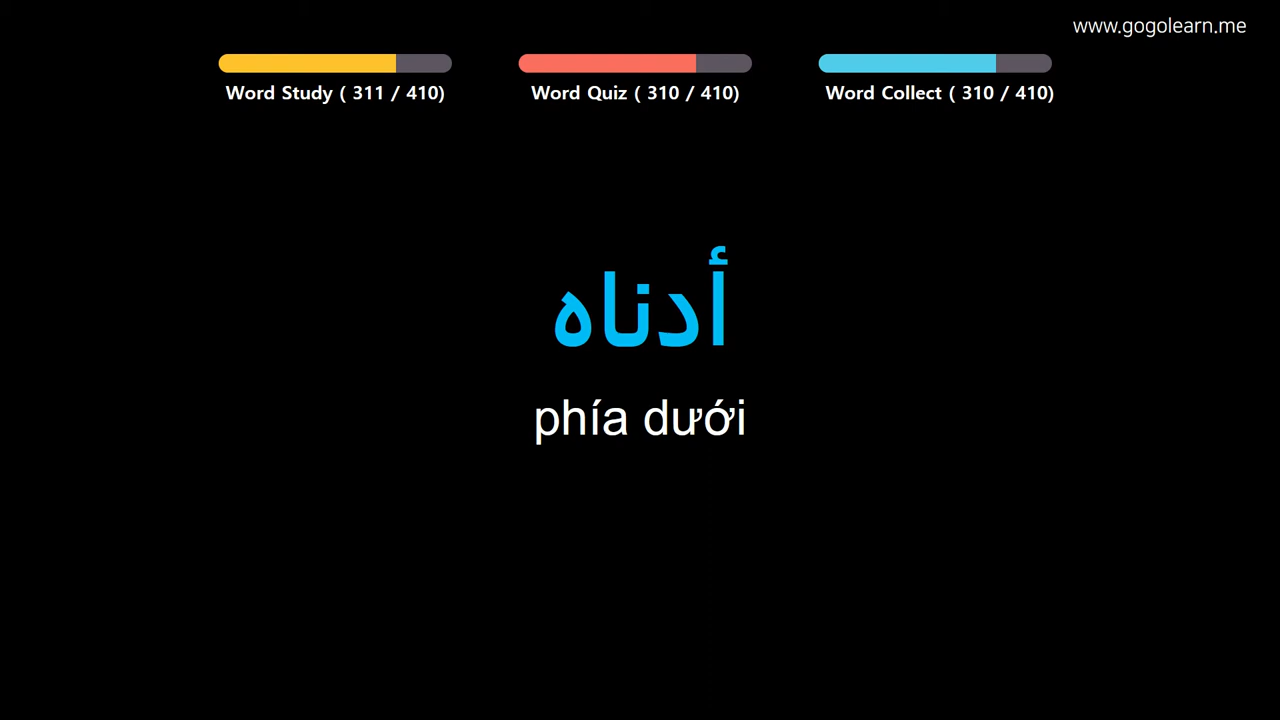 www.gogolearn.me
Word Study ( 311 / 410)
Word Quiz ( 310 / 410)
Word Collect ( 310 / 410)
أدناه
phía dưới